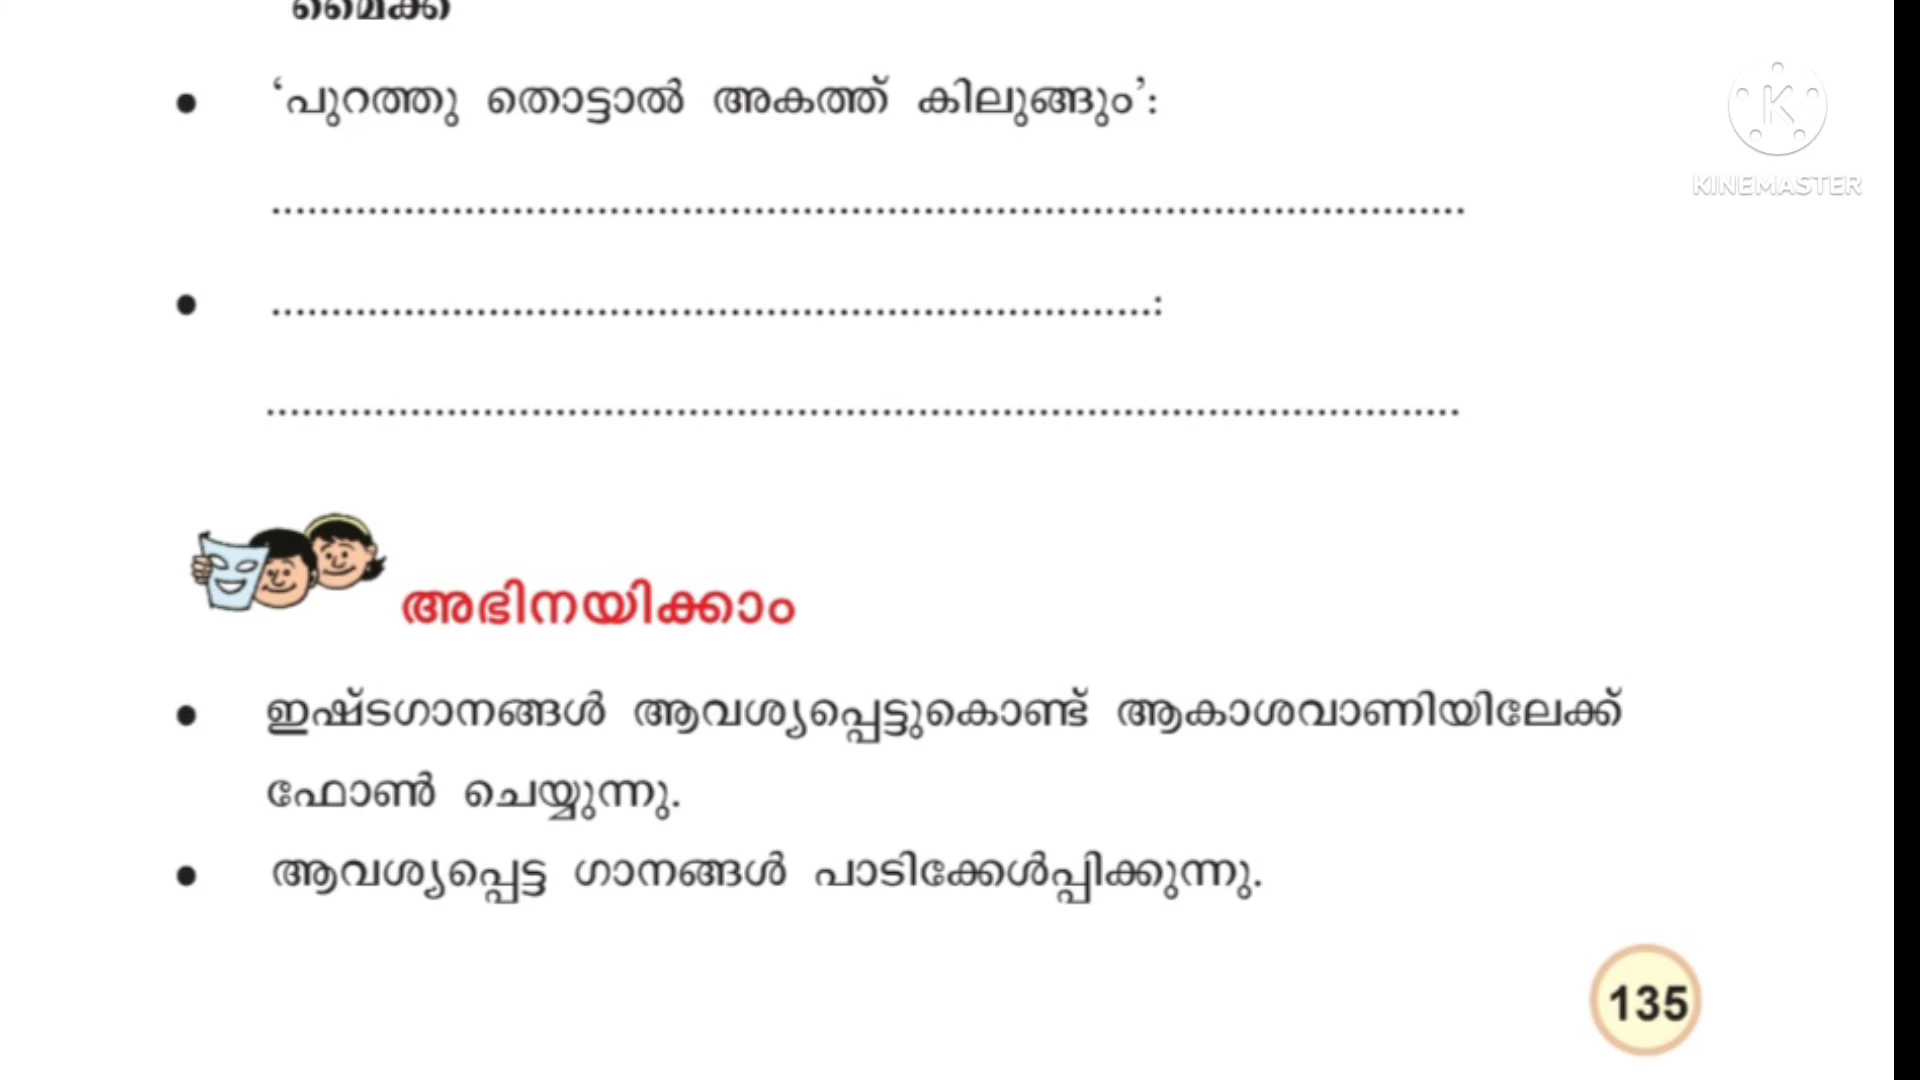 മൈക്ക്
‘പുറത്തു തൊട്ടാൽ അകത്ത് കിലുങ്ങും’:
..................................................................................................
.........................................................................:
..................................................................................................
അഭിനയിക്കാം
ഇഷ്ടഗാനങ്ങൾ ആവശ്യപ്പെട്ടുകൊണ്ട് ആകാശവാണിയിലേക്ക്
ഫോൺ ചെയ്യുന്നു.
ആവശ്യപ്പെട്ട ഗാനങ്ങൾ പാടിക്കേൾപ്പിക്കുന്നു.
135
K
KINEMASTER